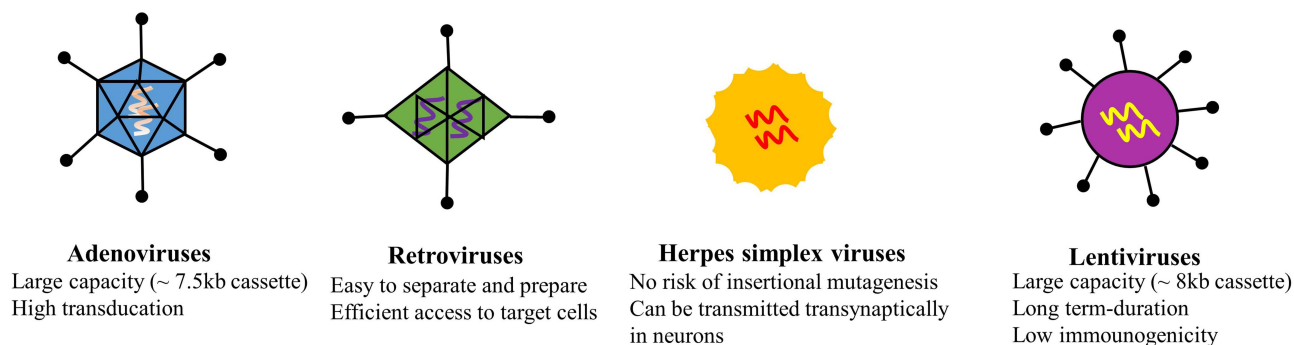 Adenoviruses
Large capacity (~ 7.5kb cassette)
High transducation
Retroviruses
Easy to separate and prepare
Efficient access to target cells
Herpes simplex viruses
No risk of insertional mutagenesis
Can be transmitted transynaptically
in neurons
Lentiviruses
Large capacity (~ 8kb cassette)
Long term-duration
Low immounogenicity